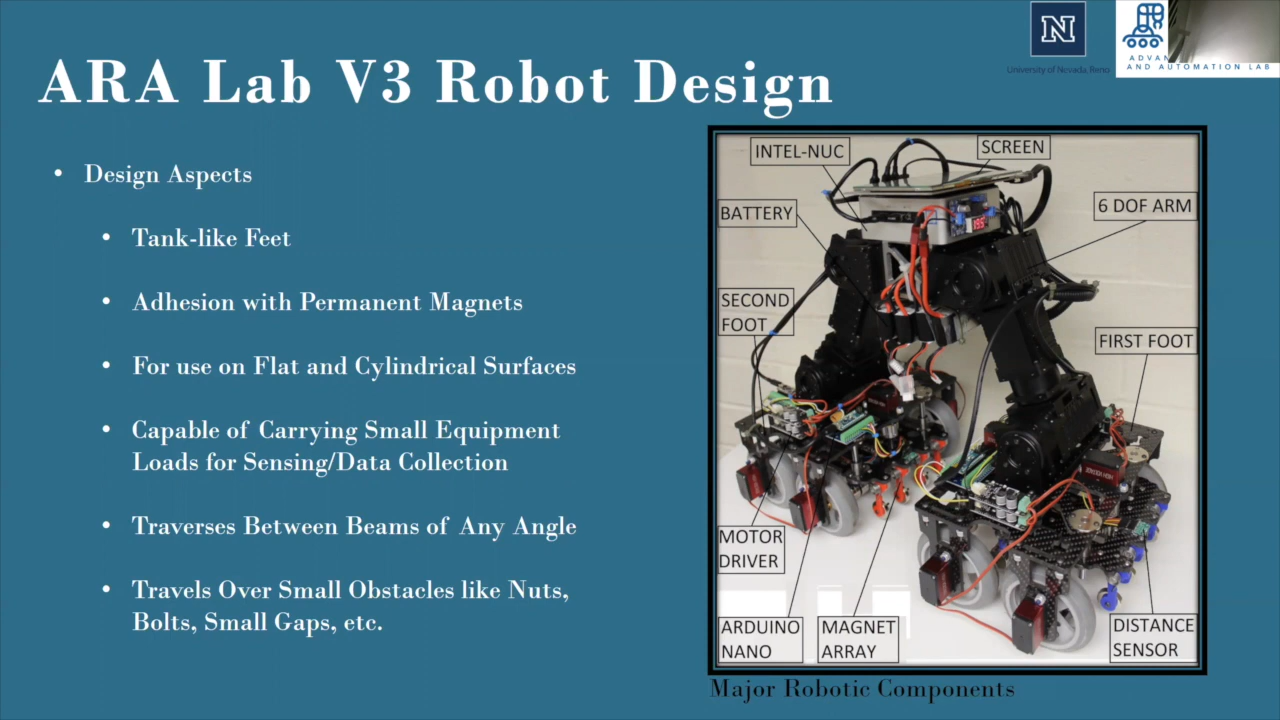 N
University of Nevada, Reno
AND AUTOMATION LAB
ARA Lab V3 Robot Design
• Design Aspects
• Tank-like Feet
• Adhesion with Permanent Magnets
• For use on Flat and Cylindrical Surfaces
• Capable of Carrying Small Equipment
Loads for Sensing/Data Collection
• Traverses Between Beams of Any Angle
• Travels Over Small Obstacles like Nuts,
Bolts, Small Gaps, etc.
INTEL-NUC
SCREEN
BATTERY
6 DOF ARM
SECOND
FOOT
FIRST FOOT
MOTOR
DRIVER
ARDUINO
NANO
MAGNET
ARRAY
DISTANCE
SENSOR
Major Robotic Components